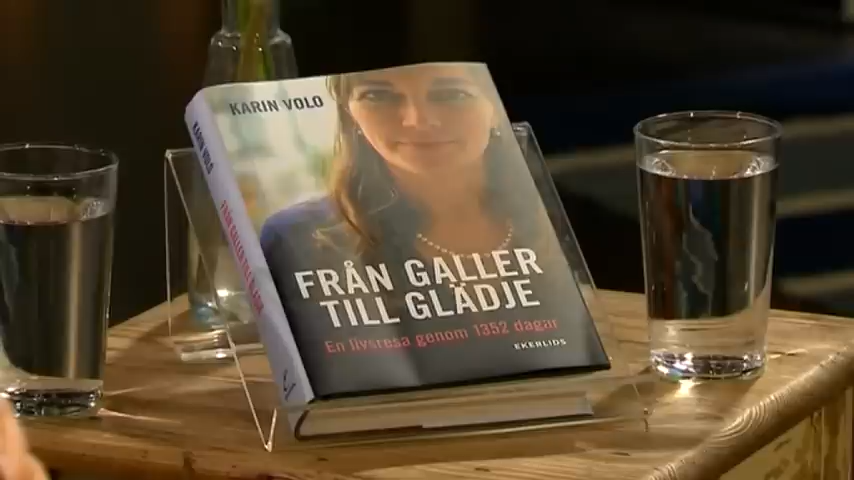 KARIN VOLO
FRÅN GALLER
TILL GLÄDJE
En livsresa genom 1352 dagar
EKERLIDS
KARIN VOLO
FRÅN GALLER TILL GLÄDJE